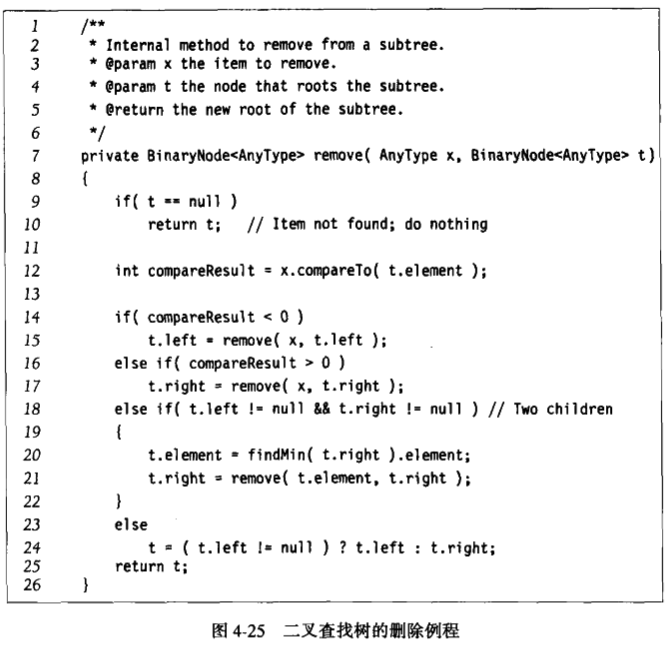 1 /**
2 * Internal method to remove from a subtree.
3 * @param x the item to remove.
4 * @param t the node that roots the subtree.
5 * @return the new root of the subtree.
6 */
7 private BinaryNode<AnyType> remove( AnyType x, BinaryNode<AnyType> t)
8 {
9 if( t == null )
10 return t; // Item not found; do nothing
11
12 int compareResult = x.compareTo( t.element );
13
14 if( compareResult < 0 )
15 t.left = remove( x, t.left );
16 else if( compareResult > 0 )
17 t.right = remove( x, t.right );
18 else if( t.left != null && t.right != null ) // Two children
19 {
20 t.element = findMin( t.right ).element;
21 t.right = remove( t.element, t.right );
22 }
23 else
24 t = ( t.left != null ) ? t.left : t.right;
25 return t;
26 }
图 4-25 二叉查找树的删除例程